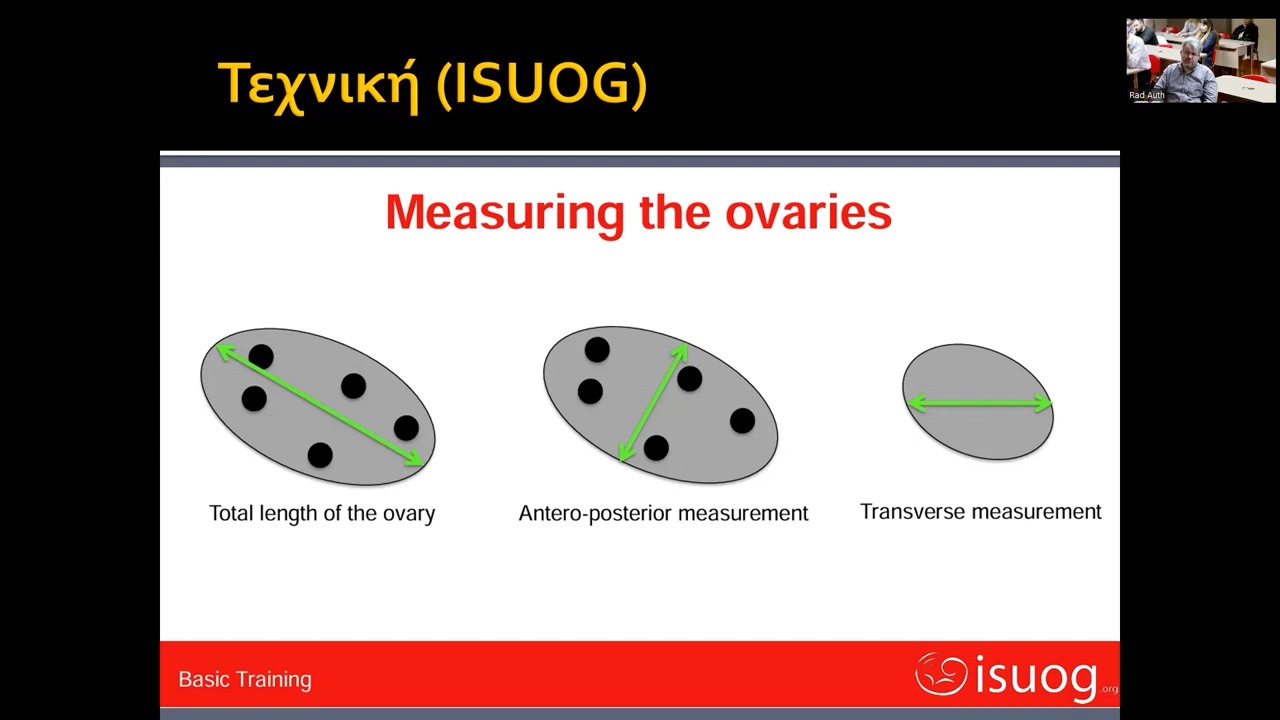 Τεχνική (ISUOG)
Rad Auth
Measuring the ovaries
Total length of the ovary
Antero-posterior measurement
Transverse measurement
Basic Training
isuog.org